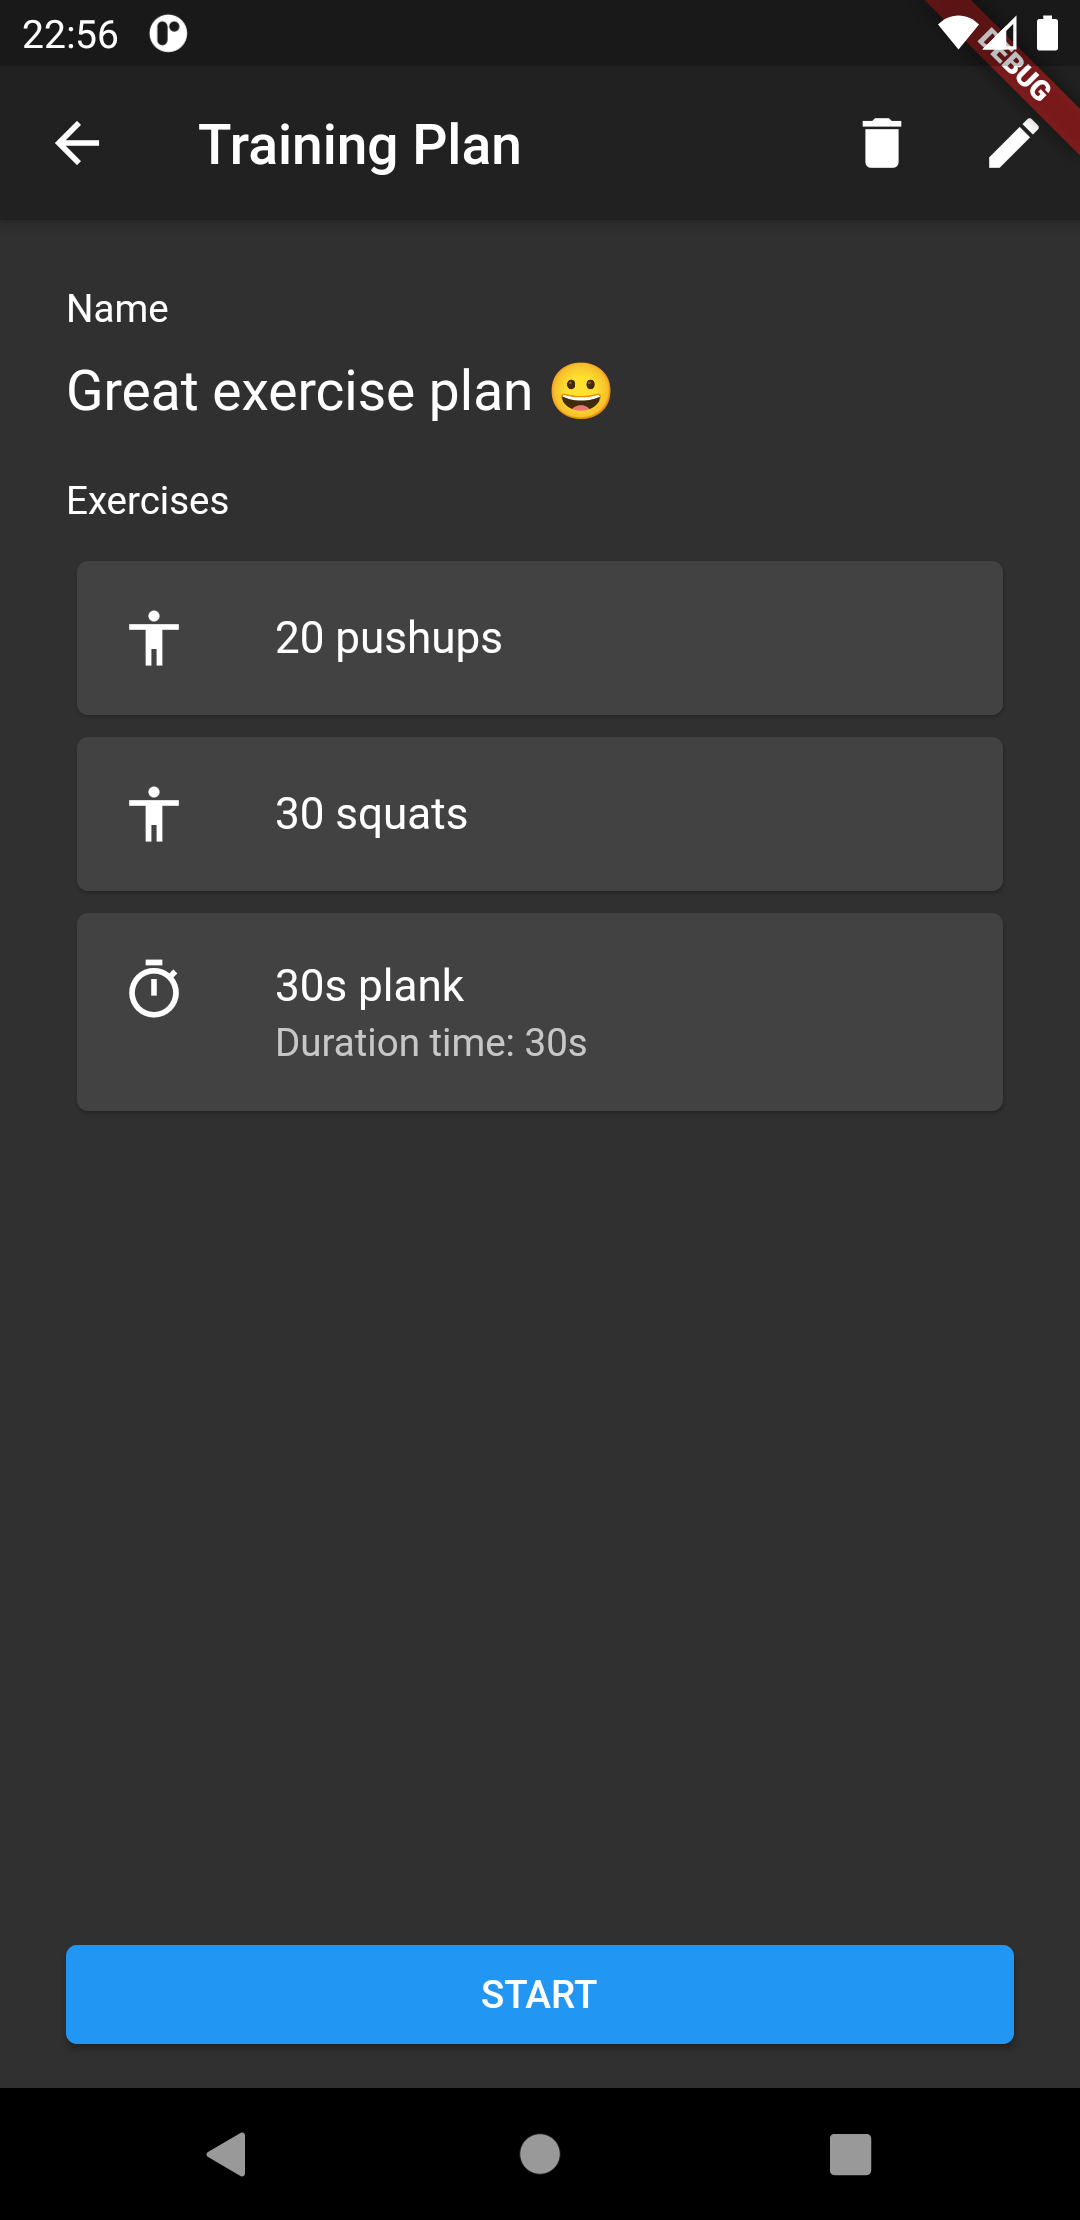 22:56
DEBUG
Training Plan
Name
Great exercise plan 😀
Exercises
20 pushups
30 squats
30s plank
Duration time: 30s
START